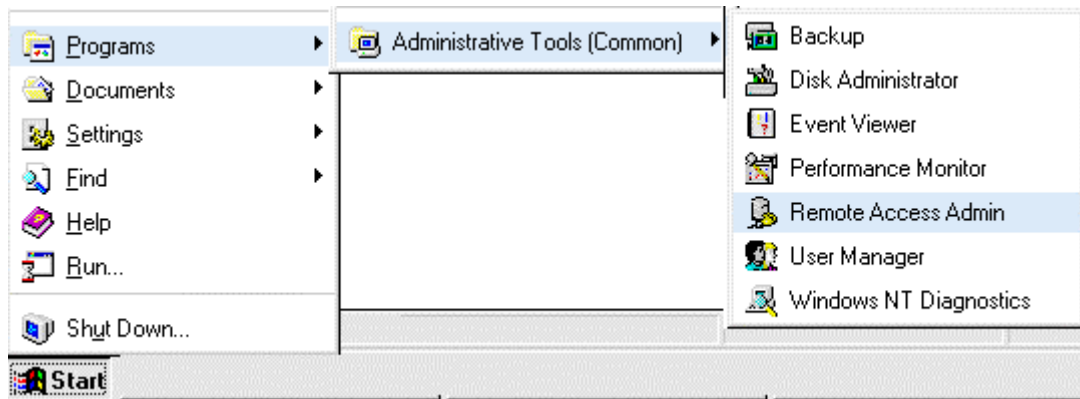 Programs
Documents
Settings
Find
Help
Run...
Shut Down...
Start
Administrative Tools (Common)
Backup
Disk Administrator
Event Viewer
Performance Monitor
Remote Access Admin
User Manager
Windows NT Diagnostics